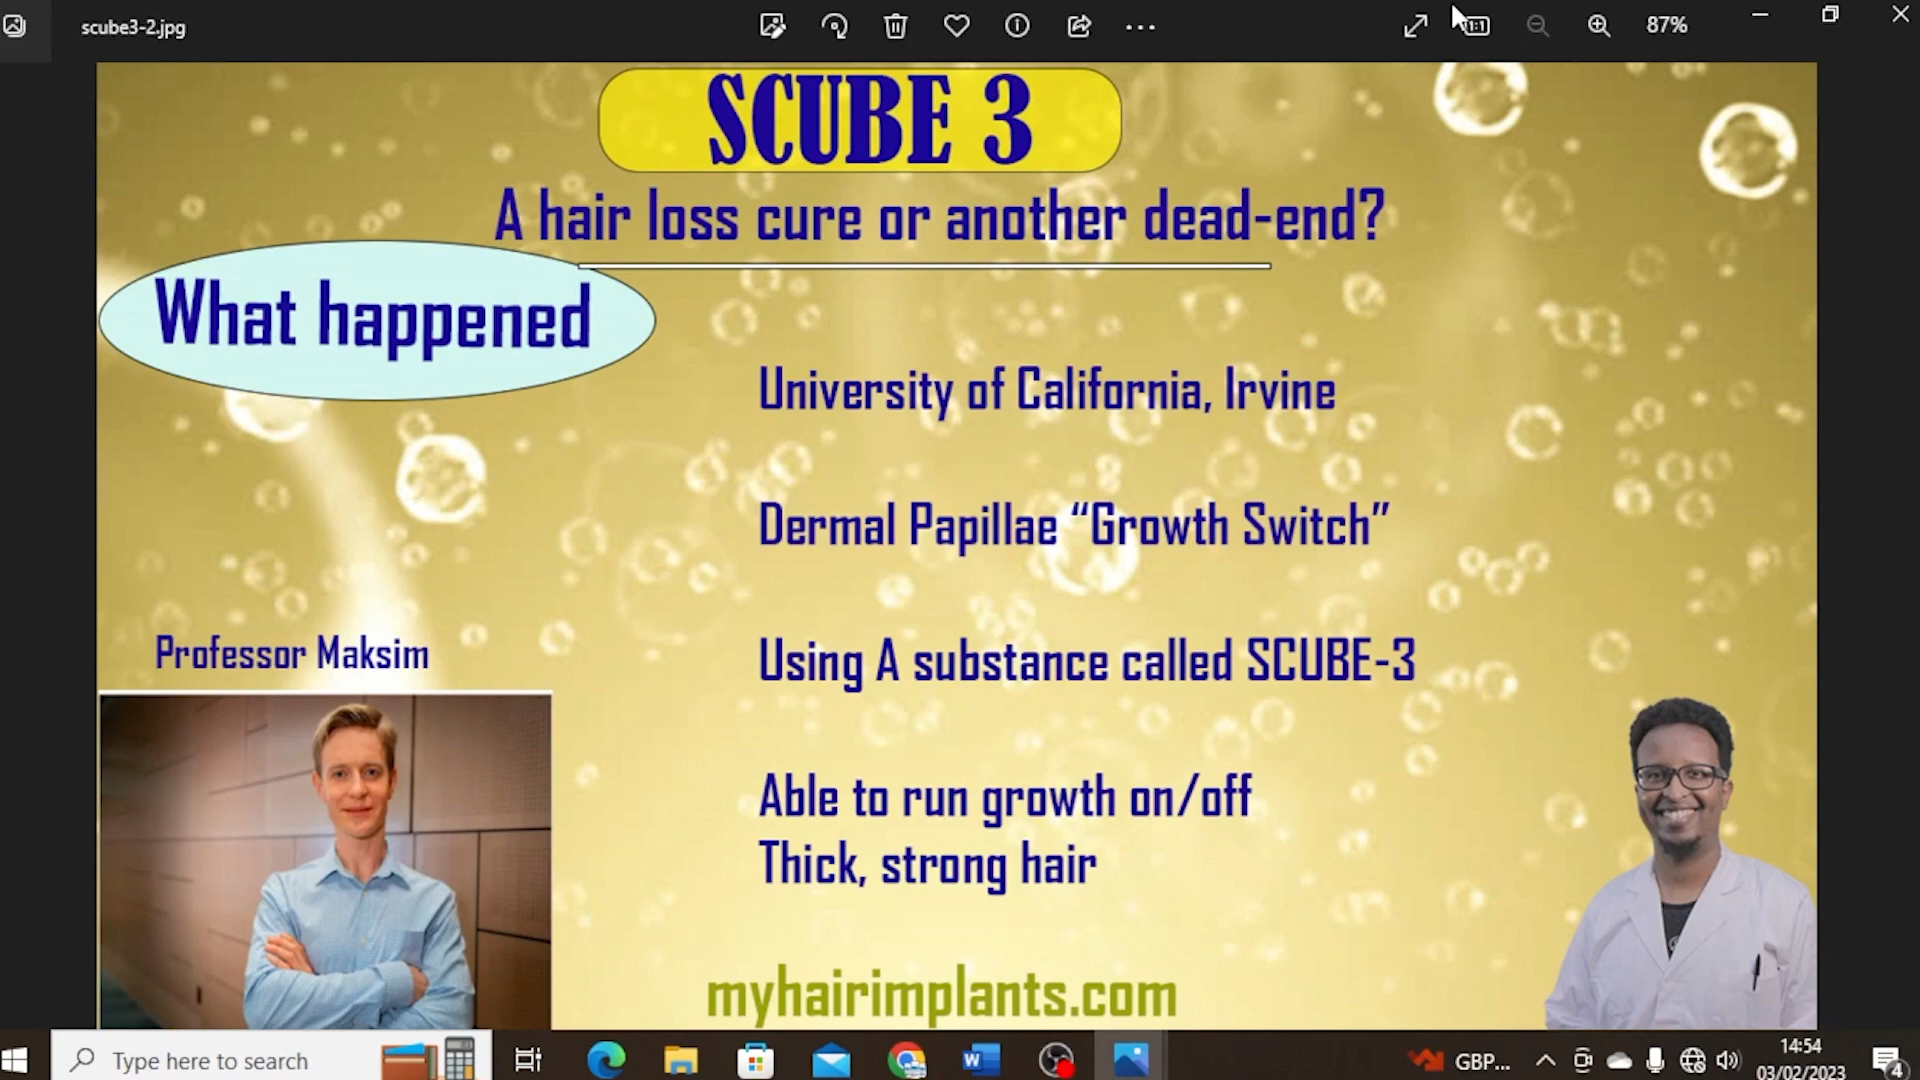 scube3-2.jpg
87%
SCUBE 3
A hair loss cure or another dead-end?
What happened
University of California, Irvine
Dermal Papillae “Growth Switch”
Using A substance called SCUBE-3
Professor Maksim
Able to run growth on/off
Thick, strong hair
myhairimplants.com
Type here to search
GBP...
14:54
03/02/2023
4